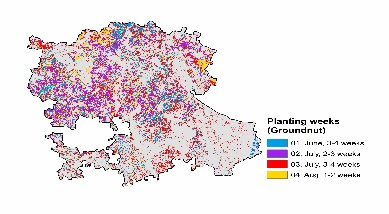 Planting weeks
(Groundnut)
01. June, 3-4 weeks
02. July, 2-3 weeks
03. July, 3-4 weeks
04. Aug, 1-2 weeks